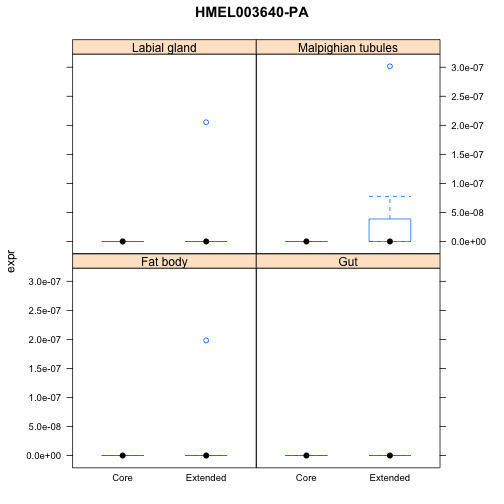 HMEL003640-PA
Labial gland
Malpighian tubules
3.0e-07
2.5e-07
2.0e-07
1.5e-07
1.0e-07
5.0e-08
0.0e+00
expr
Fat body
Gut
3.0e-07
2.5e-07
2.0e-07
1.5e-07
1.0e-07
5.0e-08
0.0e+00
Core
Extended
Core
Extended